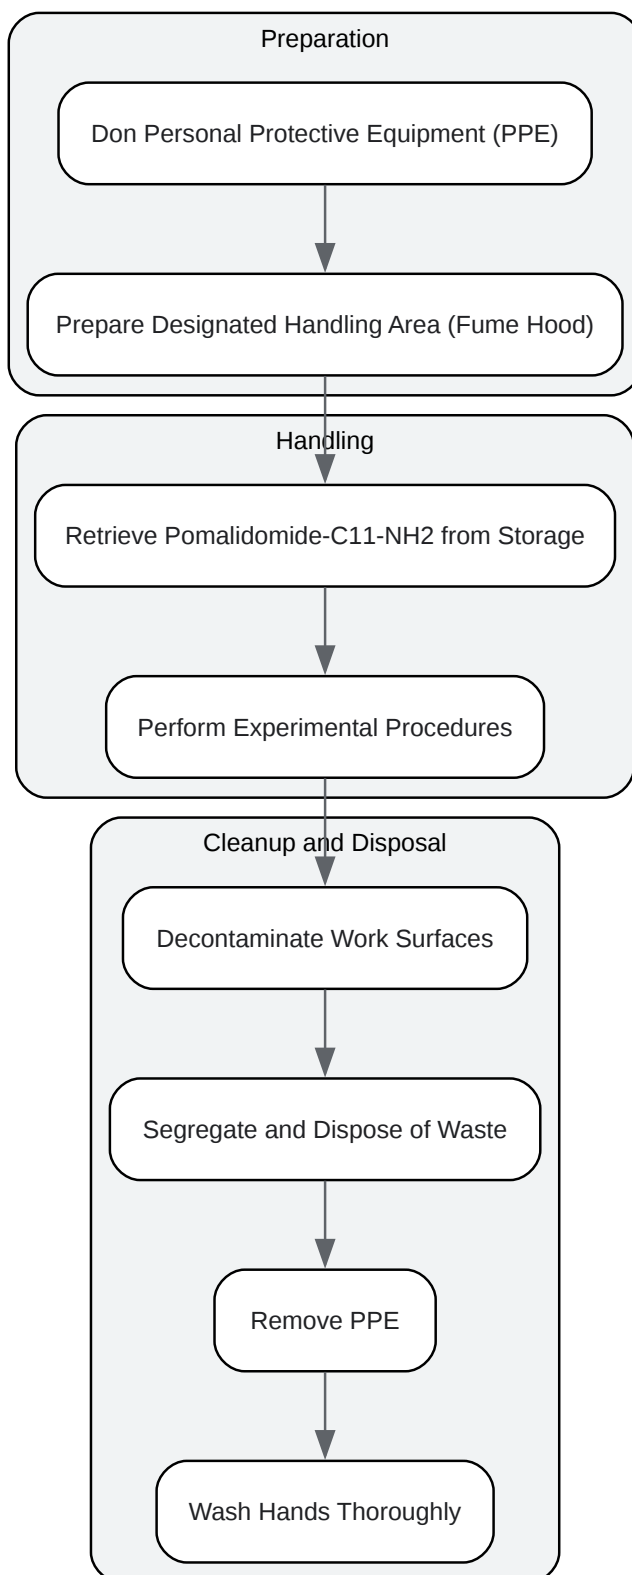 Preparation
Don Personal Protective Equipment (PPE)
Prepare Designated Handling Area (Fume Hood)
Handling
Retrieve Pomalidomide-C11-NH2 from Storage
Perform Experimental Procedures
Cleanup and Disposal
Decontaminate Work Surfaces
Segregate and Dispose of Waste
Remove PPE
Wash Hands Thoroughly